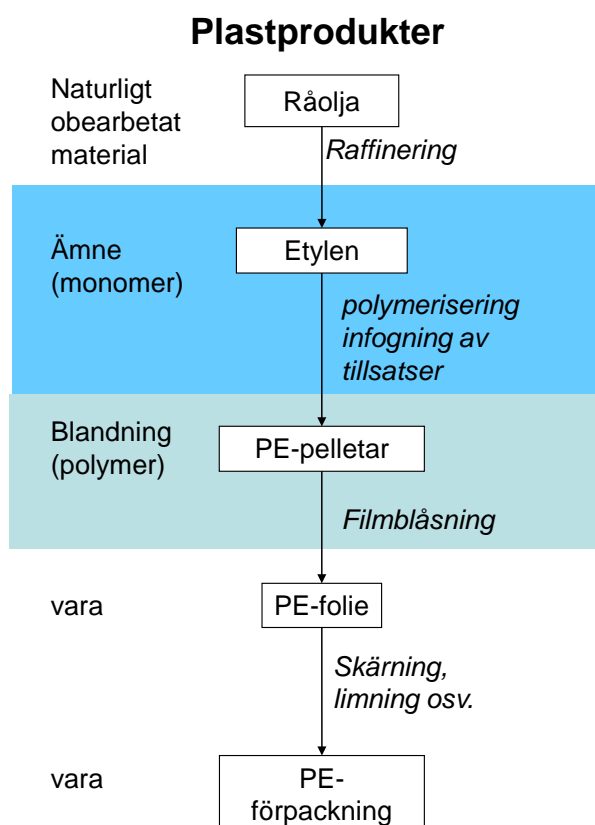 Plastprodukter
Naturligt
obearbetat
material
Råolja
Raffinering
Ämne
(monomer)
Etylen
polymerisering
infogning av
tillsatser
Blandning
(polymer)
PE-pelletar
Filmblåsning
vara
PE-folie
Skärning,
limning osv.
vara
PE-
förpackning